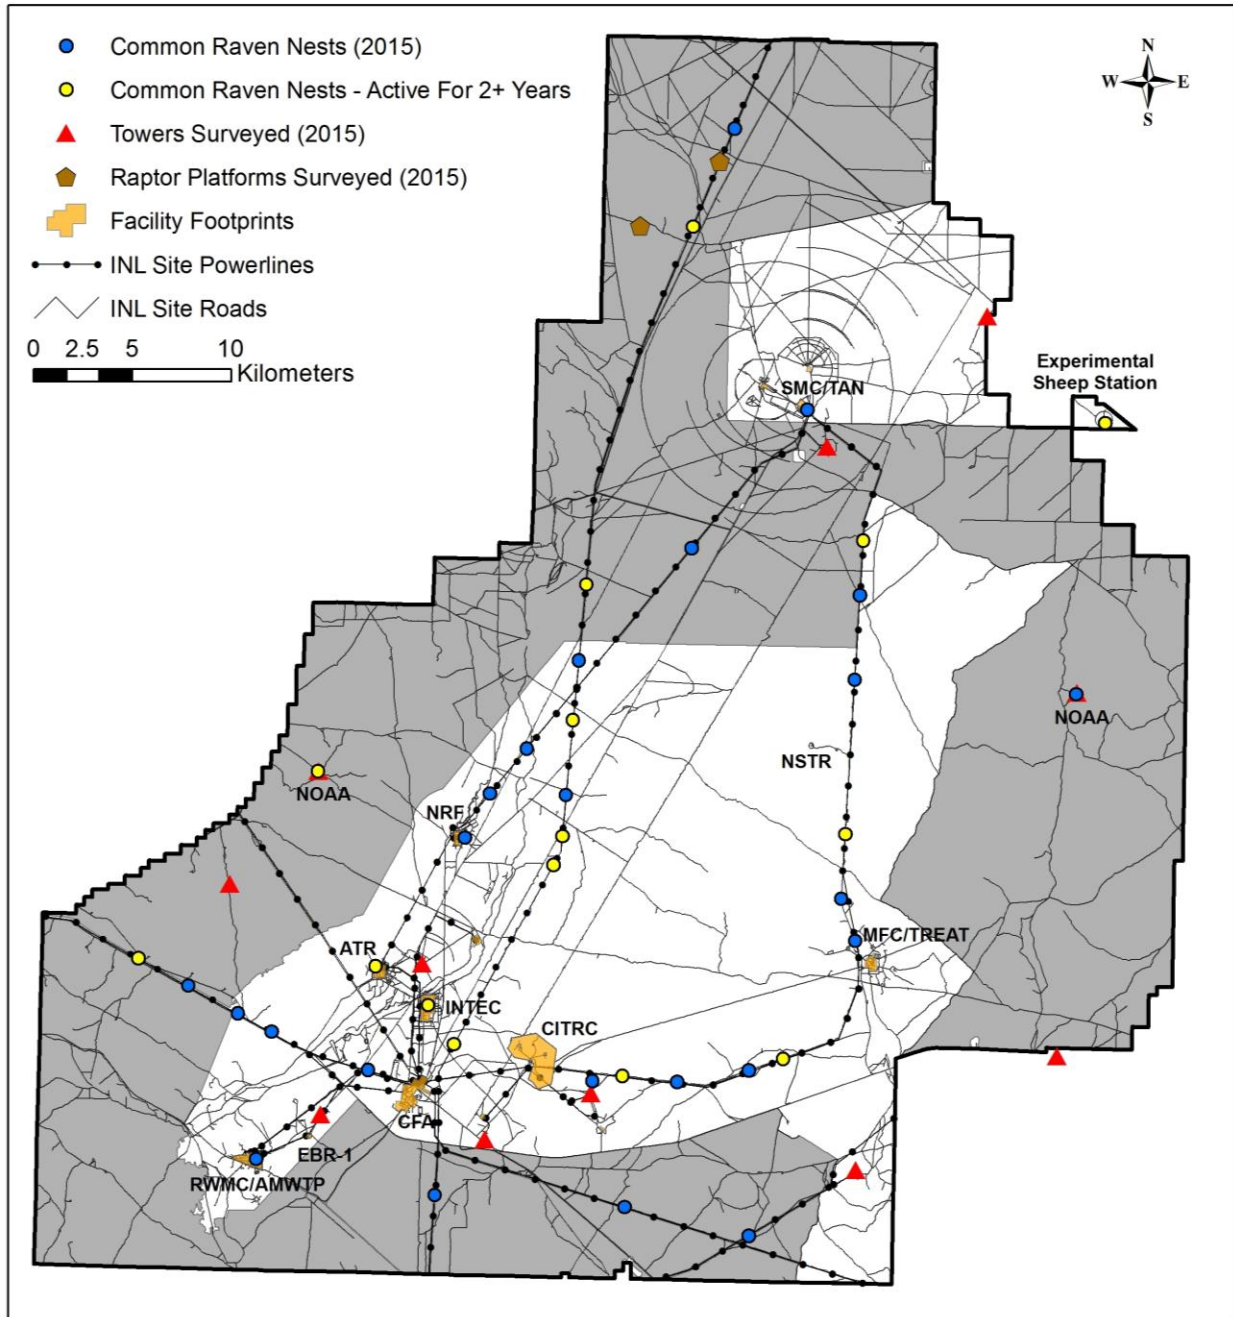 Common Raven Nests (2015)
Common Raven Nests - Active For 2+ Years
Towers Surveyed (2015)
Raptor Platforms Surveyed (2015)
Facility Footprints
INL Site Powerlines
INL Site Roads
0 2.5 5 10
Kilometers
N
W E
S
Experimental
Sheep Station
SMC/TAN
NOAA
NSTR
NOAA
NRF
MFC/TREAT
ATR
INTEC
CITRC
CFA
EBR-1
RWMC/AMWTP